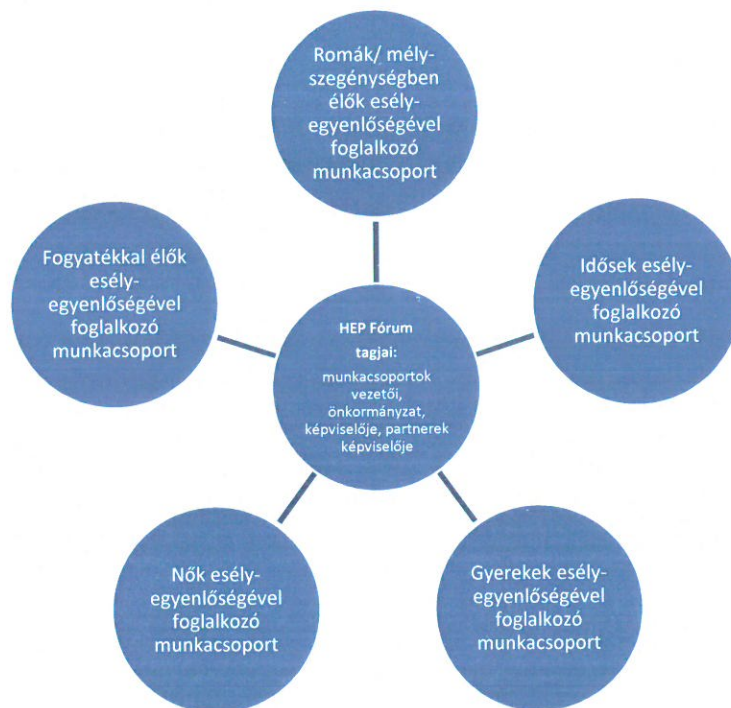 Romák/ mély-
szegénységben
élők esély-
egyenlőségével
foglalkozó
munkacsoport
Fogyatékkal élők
esély-
egyenlőségével
foglalkozó
munkacsoport
Idősek esély-
egyenlőségével
foglalkozó
munkacsoport
HEP Fórum
tagjai:
munkacsoportok
vezetői,
önkormányzat,
képviselője, partnerek
képviselője
Nők esély-
egyenlőségével
foglalkozó
munkacsoport
Gyerekek esély-
egyenlőségével
foglalkozó
munkacsoport